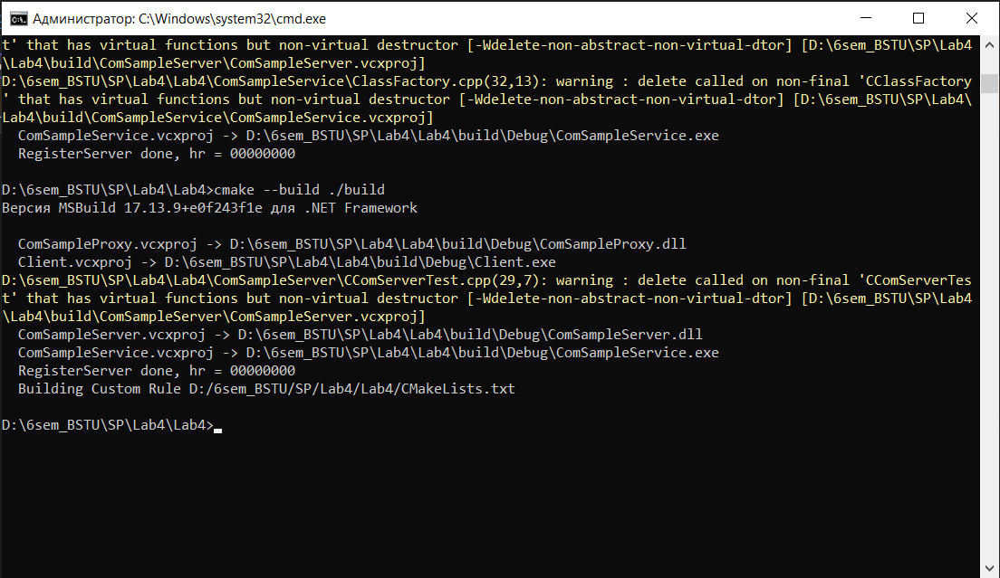 Администратор: C:\Windows\system32\cmd.exe
t' that has virtual functions but non-virtual destructor [-Wdelete-non-abstract-non-virtual-dtor] [D:\6sem_BSTU\SP\Lab4
\Lab4\build\ComSampleServer\ComSampleServer.vcxproj]
D:\6sem_BSTU\SP\Lab4\Lab4\ComSampleService\ClassFactory.cpp(32,13): warning : delete called on non-final 'CClassFactory
' that has virtual functions but non-virtual destructor [-Wdelete-non-abstract-non-virtual-dtor] [D:\6sem_BSTU\SP\Lab4\
Lab4\build\ComSampleService\ComSampleService.vcxproj]
  ComSampleService.vcxproj -> D:\6sem_BSTU\SP\Lab4\Lab4\build\Debug\ComSampleService.exe
  RegisterServer done, hr = 00000000
D:\6sem_BSTU\SP\Lab4\Lab4>cmake --build ./build
Версия MSBuild 17.13.9+e0f243f1e для .NET Framework
  ComSampleProxy.vcxproj -> D:\6sem_BSTU\SP\Lab4\Lab4\build\Debug\ComSampleProxy.dll
  Client.vcxproj -> D:\6sem_BSTU\SP\Lab4\Lab4\build\Debug\Client.exe
D:\6sem_BSTU\SP\Lab4\Lab4\ComSampleServer\CComServerTest.cpp(29,7): warning : delete called on non-final 'CComServerTes
t' that has virtual functions but non-virtual destructor [-Wdelete-non-abstract-non-virtual-dtor] [D:\6sem_BSTU\SP\Lab4
\Lab4\build\ComSampleServer\ComSampleServer.vcxproj]
  ComSampleServer.vcxproj -> D:\6sem_BSTU\SP\Lab4\Lab4\build\Debug\ComSampleServer.dll
  ComSampleService.vcxproj -> D:\6sem_BSTU\SP\Lab4\Lab4\build\Debug\ComSampleService.exe
  RegisterServer done, hr = 00000000
  Building Custom Rule D:/6sem_BSTU/SP/Lab4/Lab4/CMakeLists.txt
D:\6sem_BSTU\SP\Lab4\Lab4>